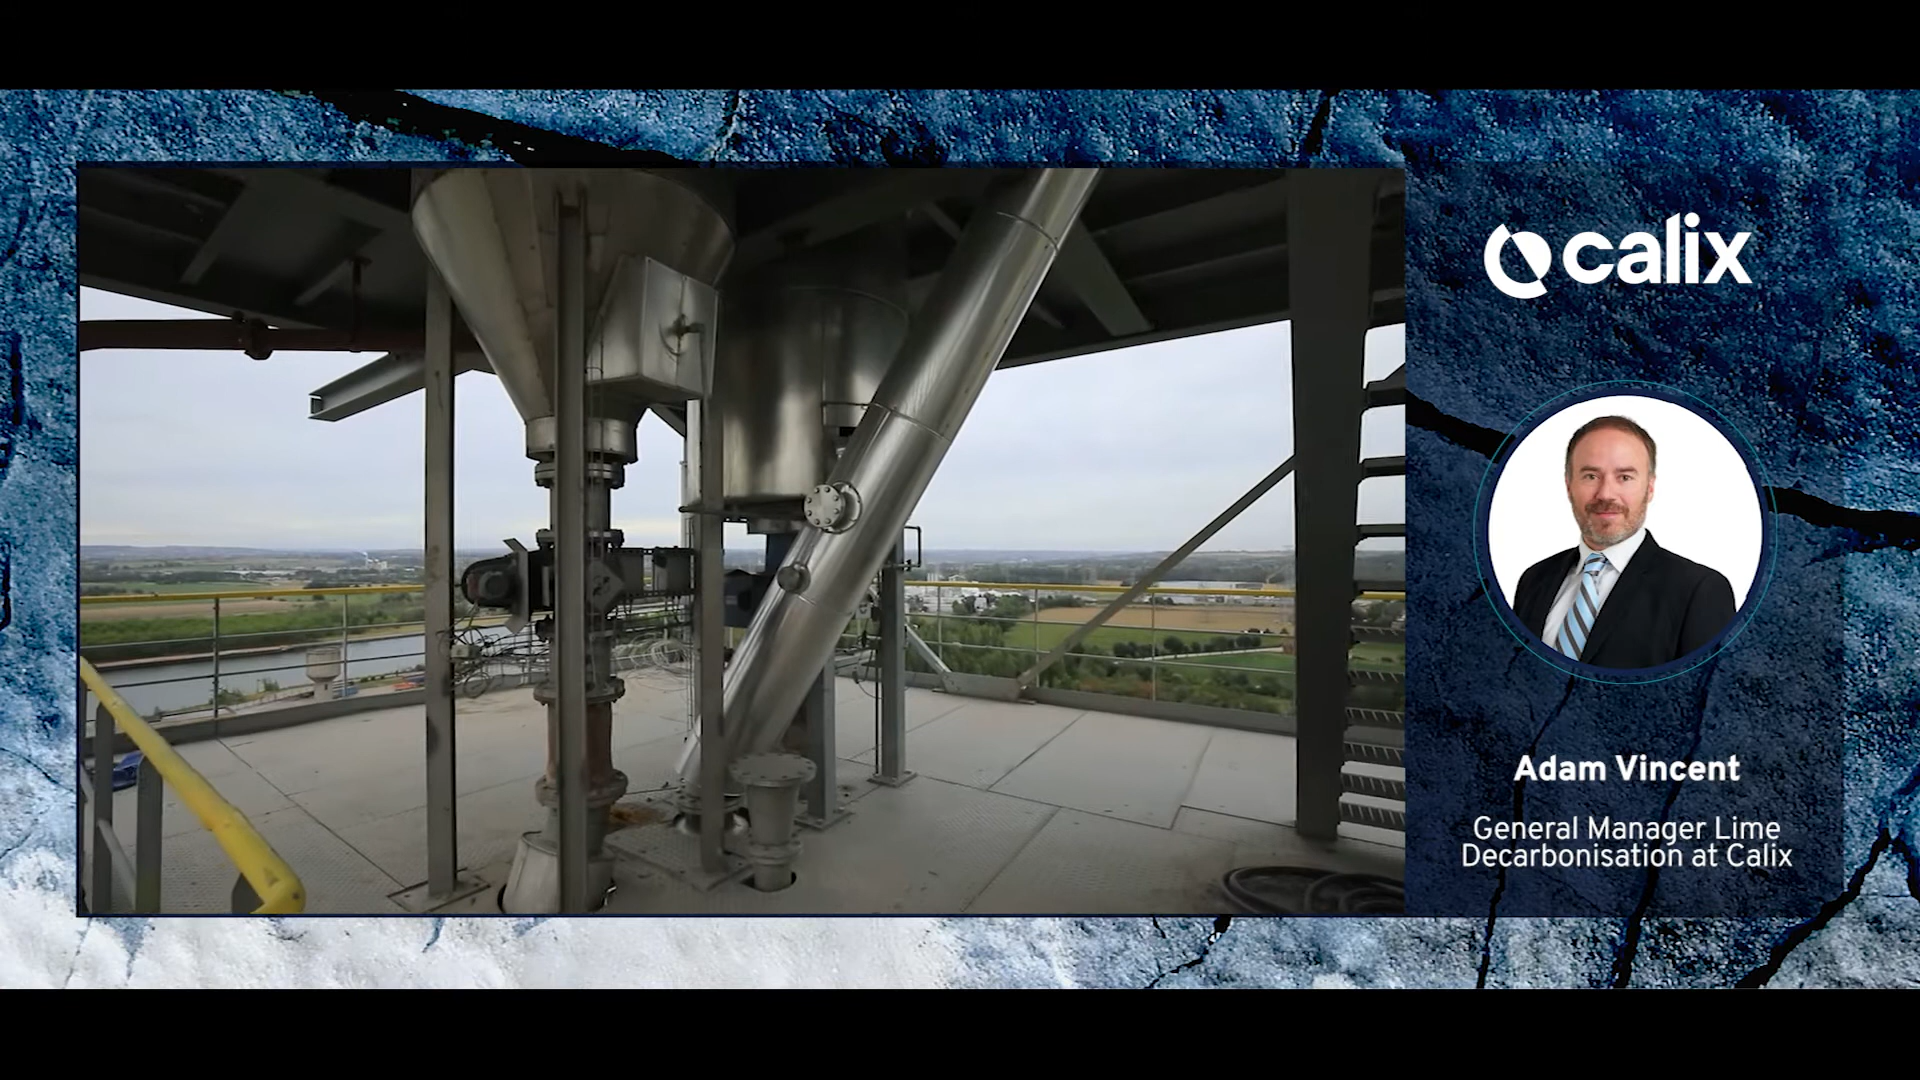 calix
Adam Vincent
General Manager Lime
Decarbonisation at Calix